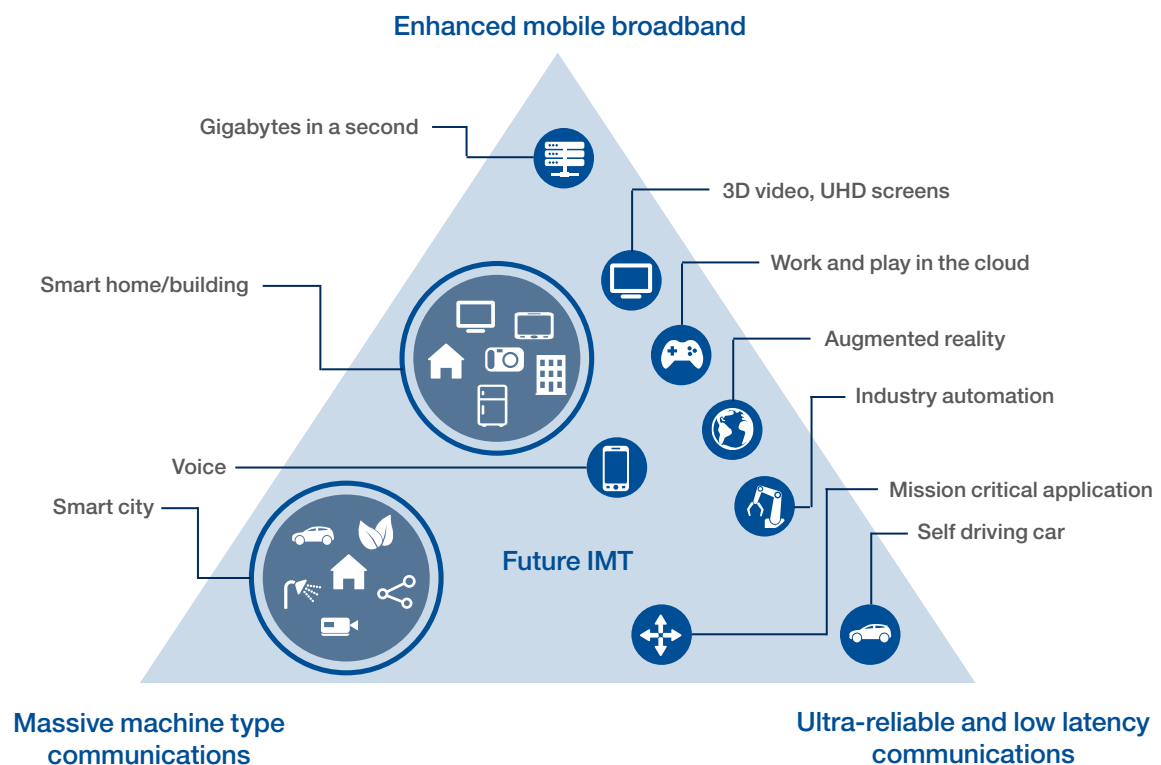 Enhanced mobile broadband
Gigabytes in a second
3D video, UHD screens
Work and play in the cloud
Smart home/building
Augmented reality
Industry automation
Voice
Mission critical application
Smart city
Self driving car
Future IMT
Massive machine type
communications
Ultra-reliable and low latency
communications